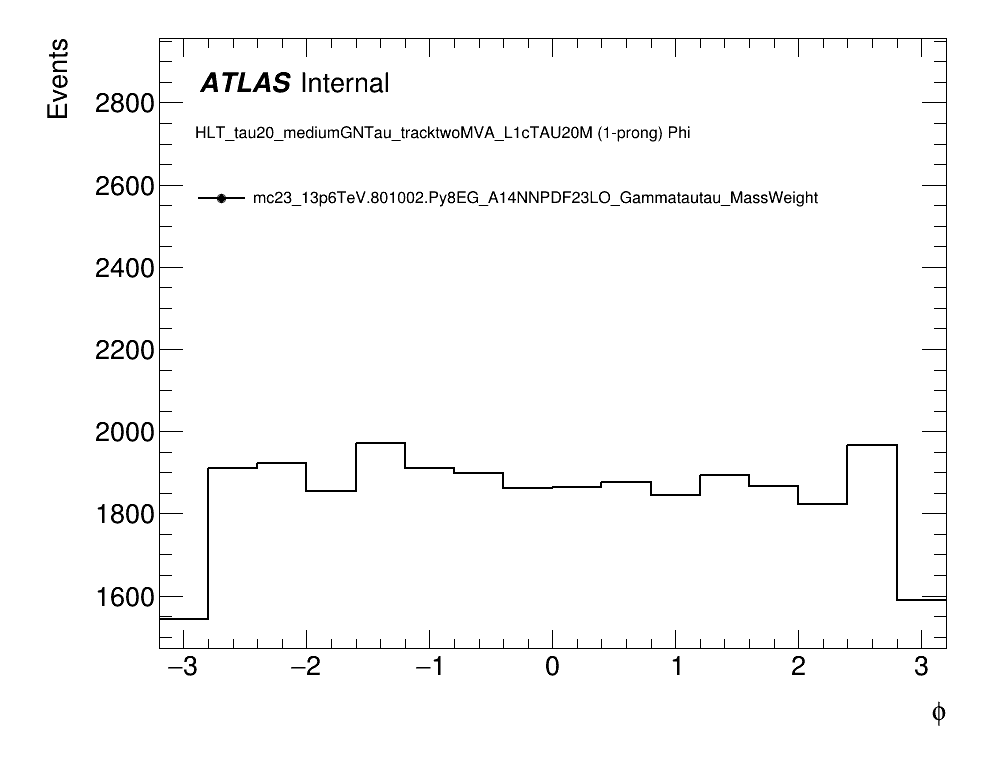 Events
ATLAS Internal
HLT_tau20_mediumGNTau_tracktwoMVA_L1cTAU20M (1-prong) Phi
mc23_13p6TeV.801002.Py8EG_A14NNPDF23LO_Gammatautau_MassWeight
2800
2600
2400
2200
2000
1800
1600
−3 −2 −1 0 1 2 3
ϕ